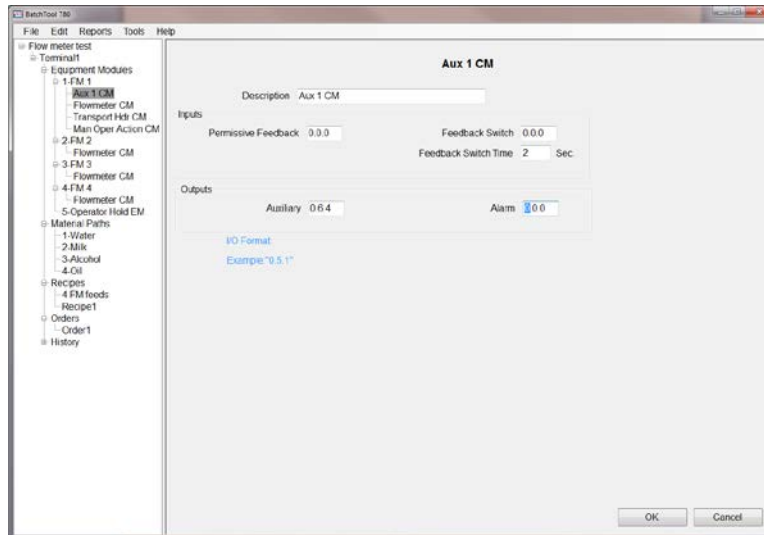 BatchTool 780
File Edit Reports Tools Help
Flow meter test
Terminal1
Equipment Modules
1-FM 1
Aux 1 CM
Flowmeter CM
Transport Hdr CM
Man Oper Action CM
2-FM 2
Flowmeter CM
3-FM 3
Flowmeter CM
4-FM 4
Flowmeter CM
5-Operator Hold EM
Material Paths
1-Water
2-Milk
3-Alcohol
4-Oil
Recipes
4 FM feeds
Recipe1
Orders
Order1
History
Aux 1 CM
Description Aux 1 CM
Inputs
Permissive Feedback 0.0.0 Feedback Switch 0.0.0
Feedback Switch Time 2 Sec.
Outputs
Auxiliary 0.6.4 Alarm 0.0.0
I/O Format:
Example:"0.5.1"
OK Cancel